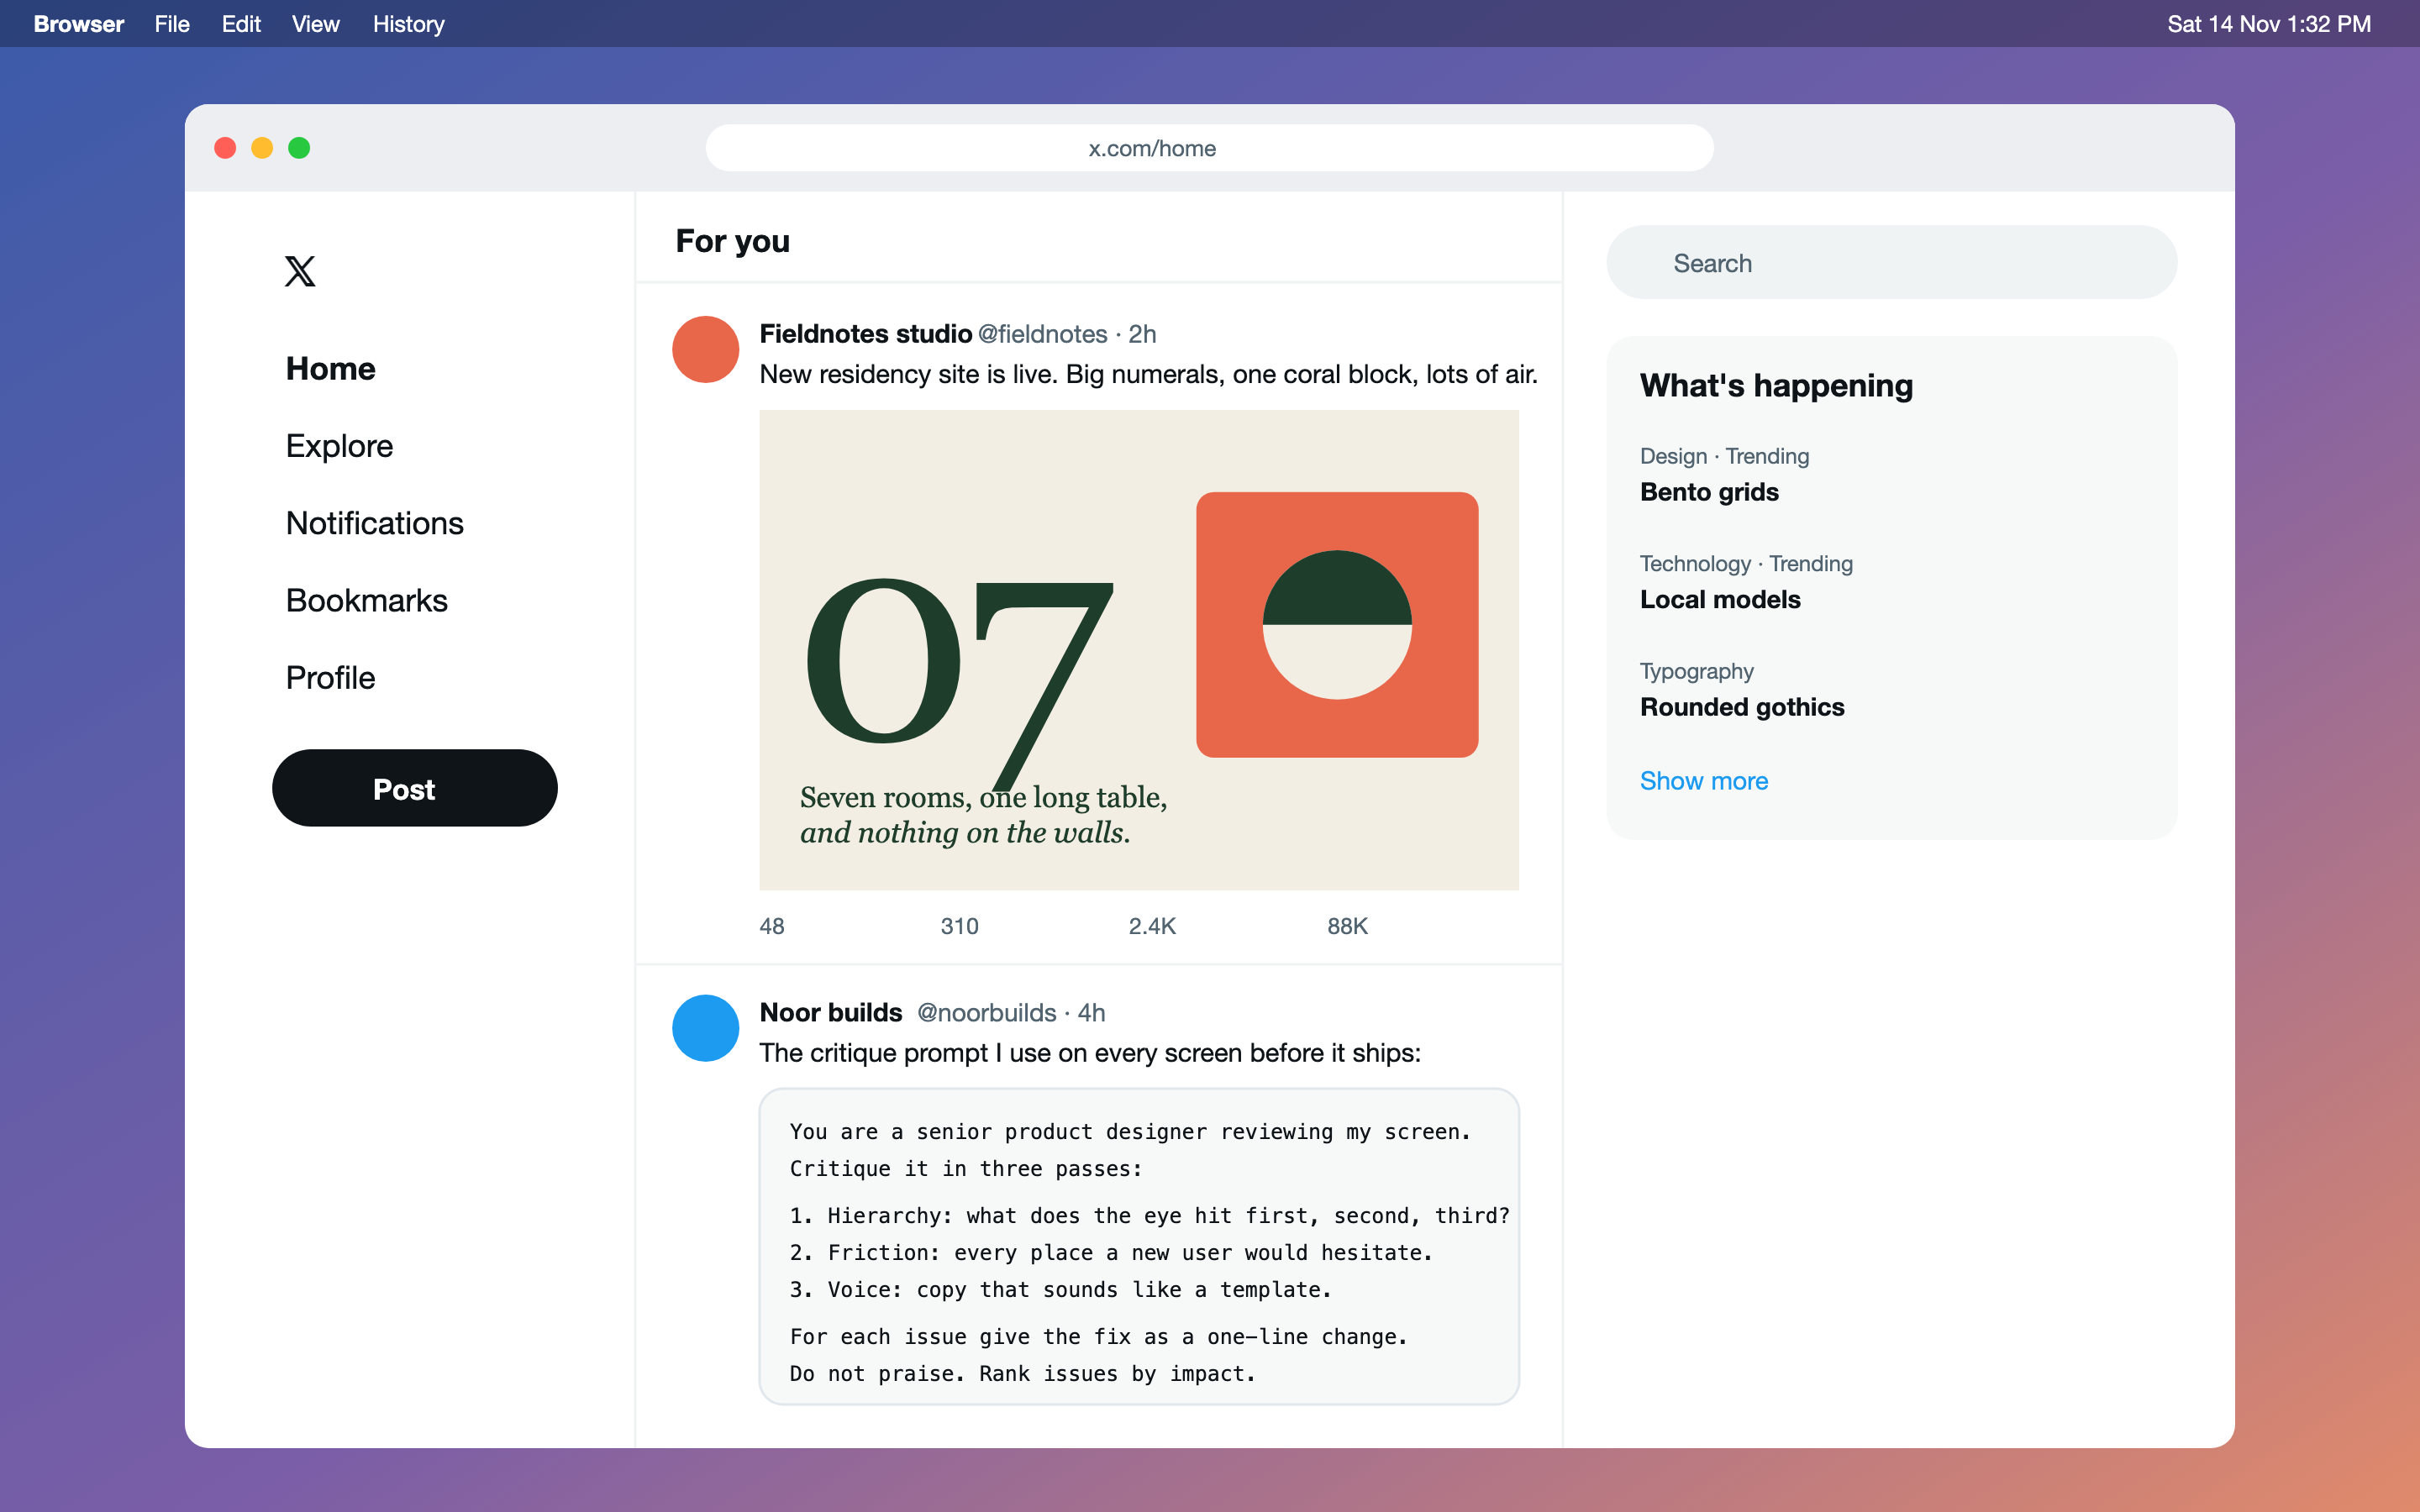 Browser File Edit View History
Sat 14 Nov 1:32 PM
x.com/home
Home
Explore
Notifications
Bookmarks
Profile
Post
For you
Fieldnotes studio @fieldnotes · 2h
New residency site is live. Big numerals, one coral block, lots of air.
07
Seven rooms, one long table,
and nothing on the walls.
48 310 2.4K 88K
Noor builds @noorbuilds · 4h
The critique prompt I use on every screen before it ships:
You are a senior product designer reviewing my screen.
Critique it in three passes:
1. Hierarchy: what does the eye hit first, second, third?
2. Friction: every place a new user would hesitate.
3. Voice: copy that sounds like a template.
For each issue give the fix as a one-line change.
Do not praise. Rank issues by impact.
Search
What's happening
Design · Trending
Bento grids
Technology · Trending
Local models
Typography
Rounded gothics
Show more